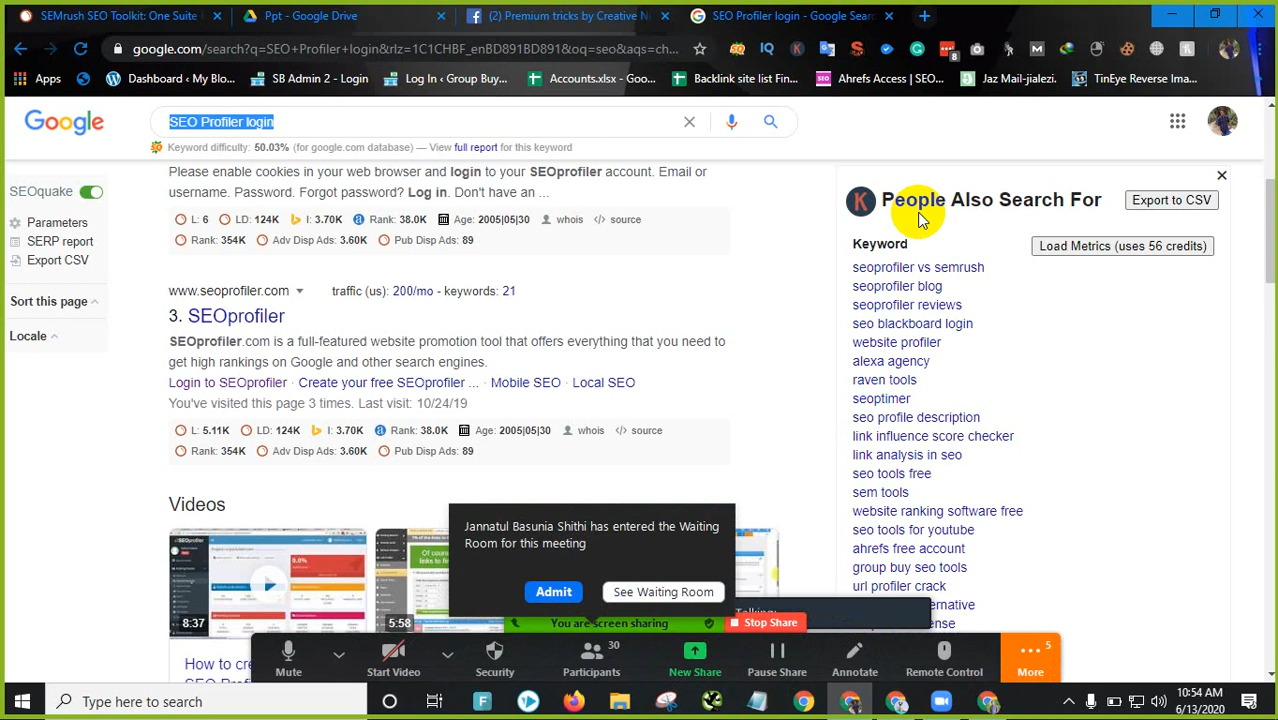 SEMrush SEO Toolkit: One Suite
Ppt - Google Drive
(2) Premium tricks by Creative N
SEO Profiler login - Google Sear
google.com/search?q=SEO+Profiler+login&rlz=1C1CHBF_enBD891BD891&oq=seo&aqs=ch...
IQ
K
8
Apps
Dashboard ‹ My Blo...
SB Admin 2 - Login
Log In ‹ Group Buy...
Accounts.xlsx - Goo...
Backlink site list Fin...
Ahrefs Access | SEO...
Jaz Mail-jialezi.
TinEye Reverse Ima...
Google
SEO Profiler login
Keyword difficulty: 50.03% (for google.com database) — View full report for this keyword
SEOquake
Parameters
SERP report
Export CSV
Sort this page
Locale
Please enable cookies in your web browser and login to your SEOprofiler account. Email or
username. Password. Forgot password? Log in. Don't have an ...
L: 6 LD: 124K I: 3.70K Rank: 38.0K Age: 2005|05|30 whois source
Rank: 354K Adv Disp Ads: 3.60K Pub Disp Ads: 89
www.seoprofiler.com traffic (us): 200/mo - keywords: 21
3. SEOprofiler
SEOprofiler.com is a full-featured website promotion tool that offers everything that you need to
get high rankings on Google and other search engines.
Login to SEOprofiler · Create your free SEOprofiler ... · Mobile SEO · Local SEO
You've visited this page 3 times. Last visit: 10/24/19
L: 5.11K LD: 124K I: 3.70K Rank: 38.0K Age: 2005|05|30 whois source
Rank: 354K Adv Disp Ads: 3.60K Pub Disp Ads: 89
Videos
8:37
5:58
How to cre
K People Also Search For
Export to CSV
Keyword
Load Metrics (uses 56 credits)
seoprofiler vs semrush
seoprofiler blog
seoprofiler reviews
seo blackboard login
website profiler
alexa agency
raven tools
seoptimer
seo profile description
link influence score checker
link analysis in seo
seo tools free
sem tools
website ranking software free
seo tools for youtube
ahrefs free account
group buy seo tools
url profiler crack
Jannatul Basunia Shithi has entered the Waiting
Room for this meeting
Admit
See Waiting Room
Talking:
You are screen sharing
Stop Share
Mute
Start Video
Security
Participants
30
New Share
Pause Share
Annotate
Remote Control
More
5
Type here to search
10:54 AM
6/13/2020